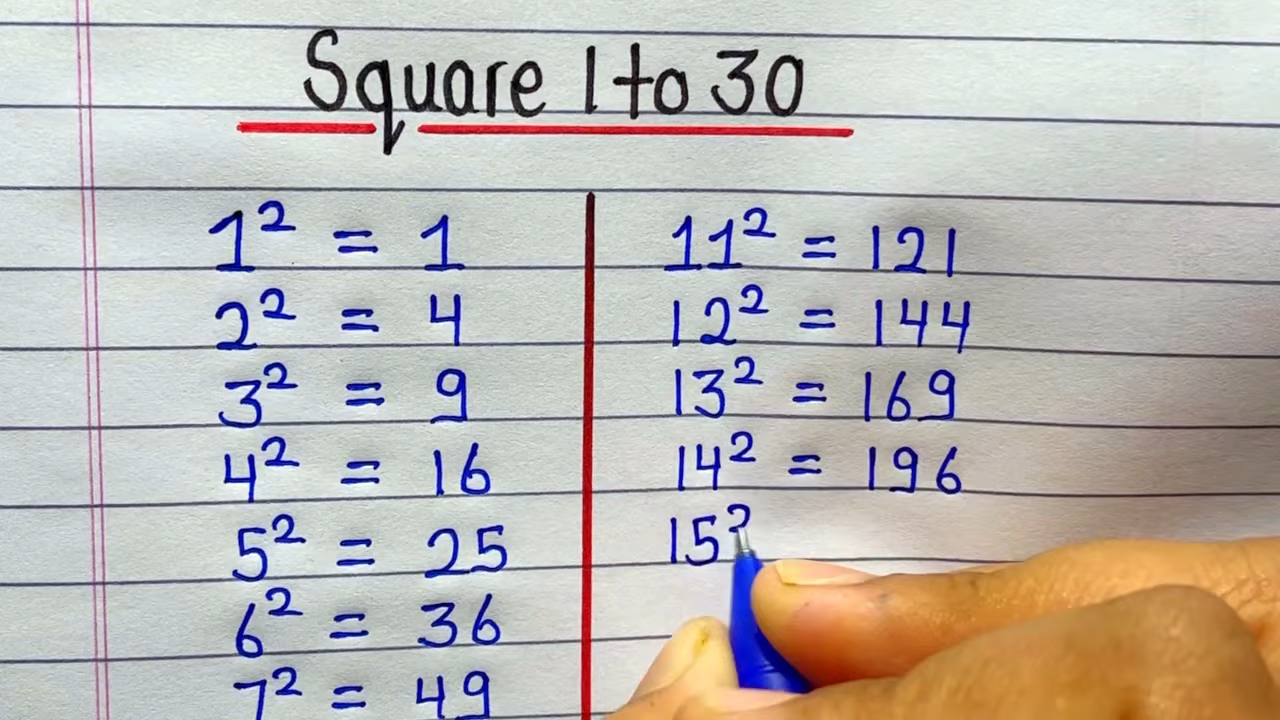 Square 1 to 30
1² = 1
2² = 4
3² = 9
4² = 16
5² = 25
6² = 36
7² = 49
11² = 121
12² = 144
13² = 169
14² = 196
15²